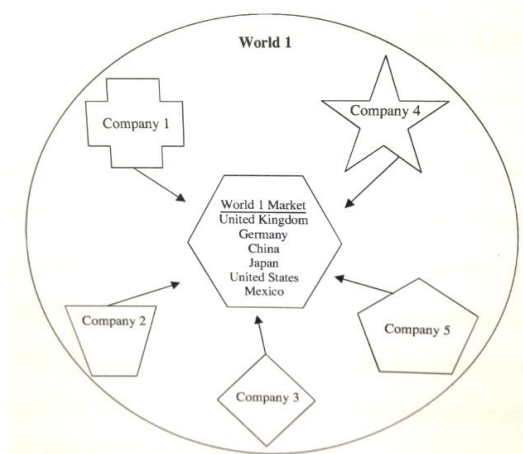 World 1
Company 1
Company 4
World 1 Market
United Kingdom
Germany
China
Japan
United States
Mexico
Company 2
Company 5
Company 3